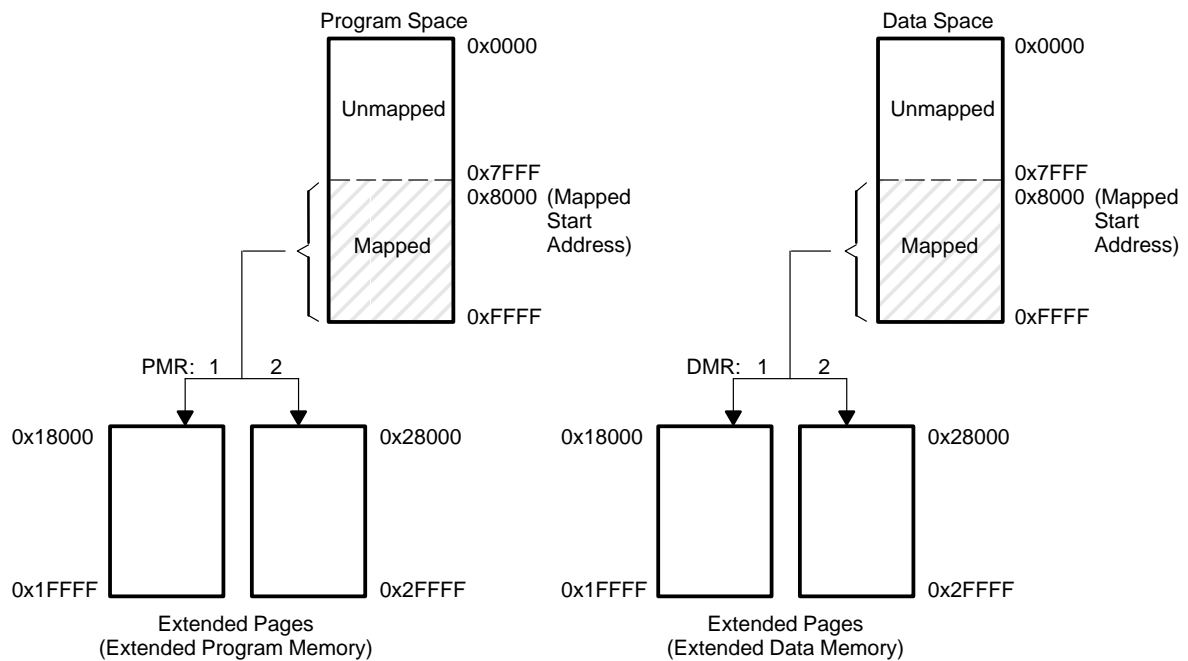 Program Space
0x0000
Unmapped
0x7FFF
0x8000 (Mapped
Start
Address)
Mapped
0xFFFF
PMR: 1 2
0x18000
0x28000
0x1FFFF
0x2FFFF
Extended Pages
(Extended Program Memory)
Data Space
0x0000
Unmapped
0x7FFF
0x8000 (Mapped
Start
Address)
Mapped
0xFFFF
DMR: 1 2
0x18000
0x28000
0x1FFFF
0x2FFFF
Extended Pages
(Extended Data Memory)